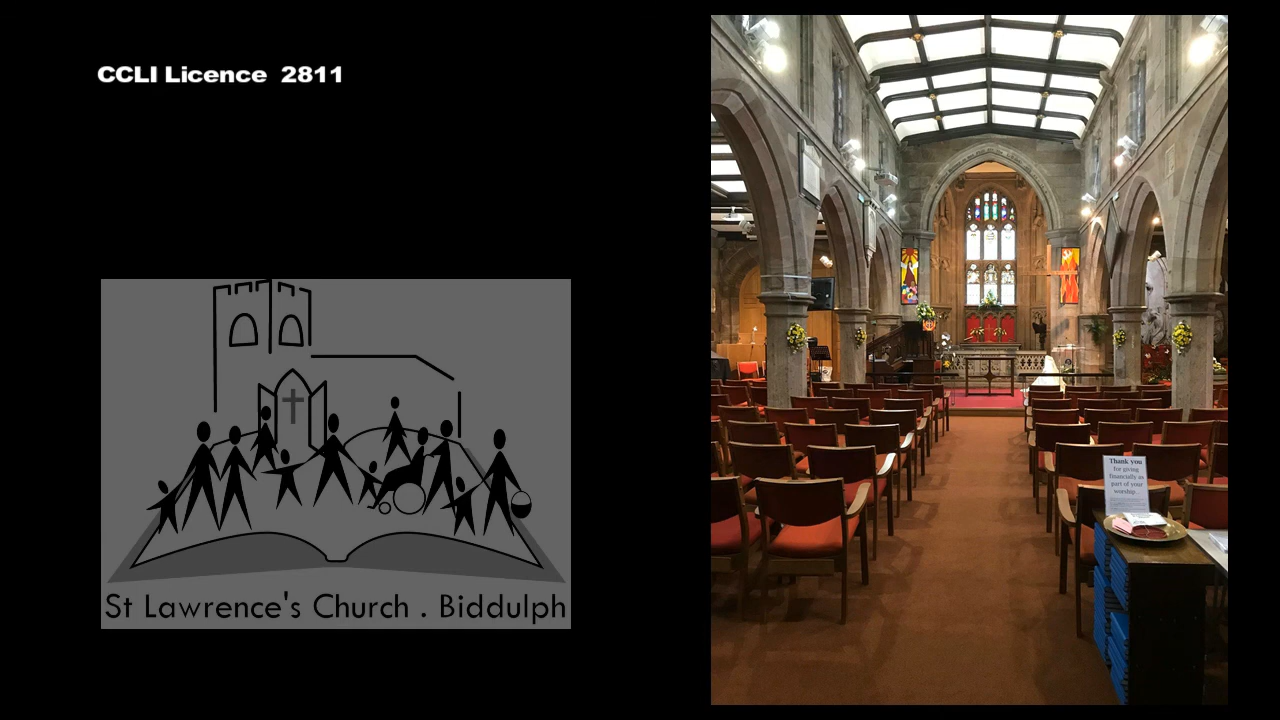 CCLI Licence 2811
St Lawrence's Church . Biddulph
Thank you
for giving
financially as
part of your
worship.